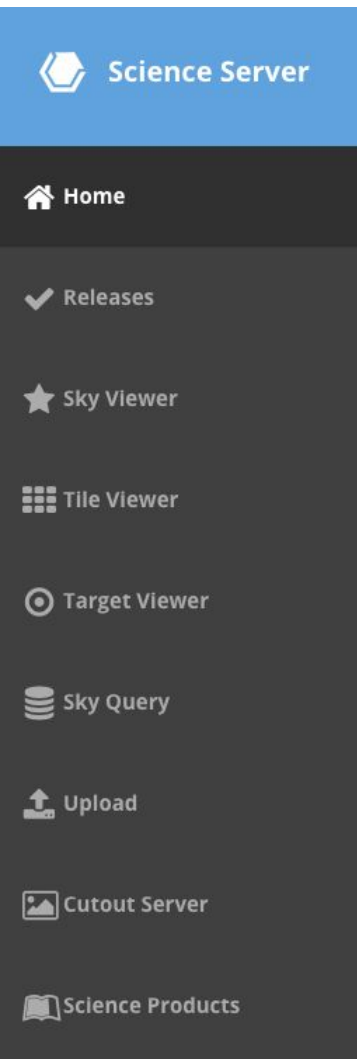 Science Server
Home
Releases
Sky Viewer
Tile Viewer
Target Viewer
Sky Query
Upload
Cutout Server
Science Products